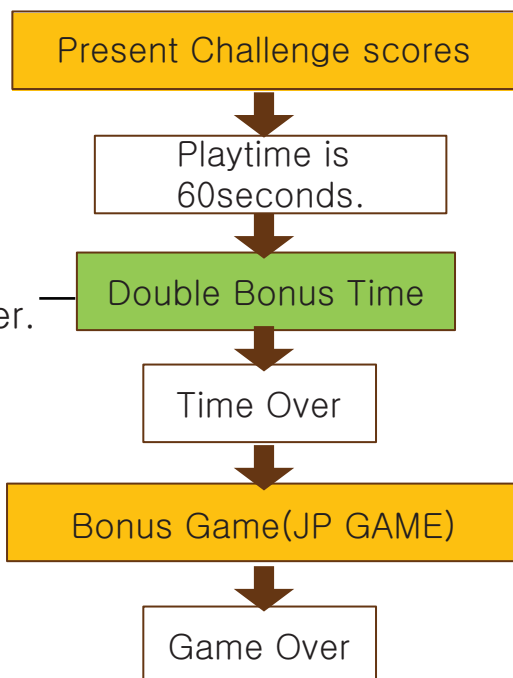 Present Challenge scores
Playtime is
60seconds.
Double Bonus Time
er.
Time Over
Bonus Game(JP GAME)
Game Over